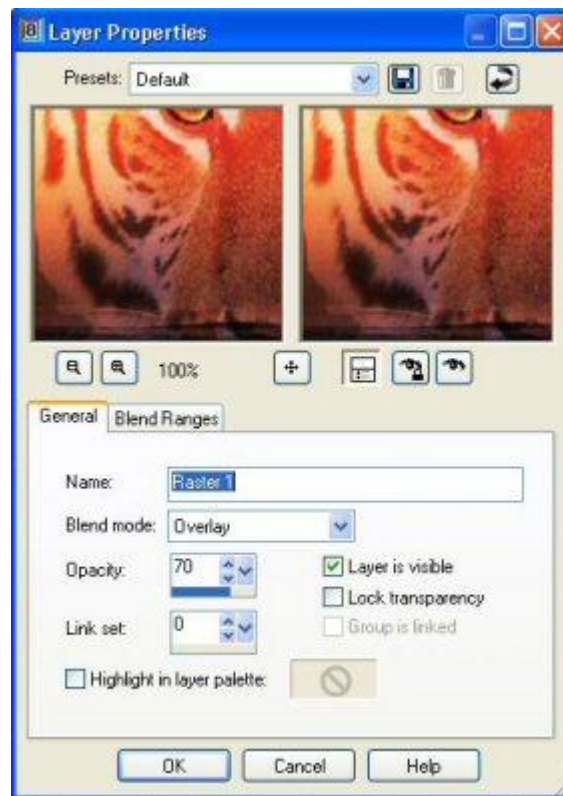 Layer Properties
Presets: Default
100%
General Blend Ranges
Name: Raster 1
Blend mode: Overlay
Opacity: 70
Layer is visible
Lock transparency
Link set: 0
Group is linked
Highlight in layer palette:
OK Cancel Help